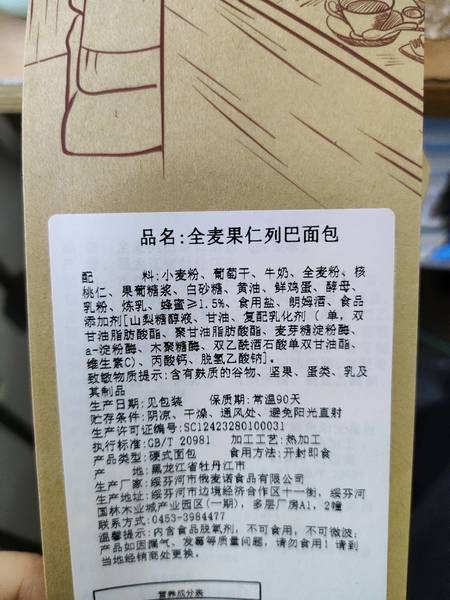 品名:全麦果仁列巴面包
配 料:小麦粉、葡萄干、牛奶、全麦粉、核
桃仁、果葡糖浆、白砂糖、黄油、鲜鸡蛋、酵母、
乳粉、炼乳、蜂蜜≥1.5%、食用盐、朗姆酒、食品
添加剂[山梨糖醇液、甘油、复配乳化剂(单,双
甘油脂肪酸酯、聚甘油脂肪酸酯、麦芽糖淀粉酶、
a-淀粉酶、木聚糖酶、双乙酰酒石酸单双甘油酯、
维生素C)、丙酸钙、脱氢乙酸钠]。
致敏物质提示:含有麸质的谷物、坚果、蛋类、乳及
其制品
生产日期:见包装 保质期:常温90天
贮存条件:阴凉、干燥、通风处、避免阳光直射
生产许可证编号:SC12423280100031
执行标准:GB/T 20981 加工工艺:热加工
产品类型:硬式面包 食用方法:开封即食
产 地:黑龙江省牡丹江市
生产厂家:绥芬河市俄麦诺食品有限公司
生产地址:绥芬河市边境经济合作区十一街,绥芬河
国林木业城产业园区(一期),多层厂房A1,2幢
联系方式:0453-3984477
温馨提示:内含食品脱氧剂,不可食用,不可微波;
产品如因漏气、发霉等质量问题,请勿食用!请到
当地经销商处更换。
营养成分表